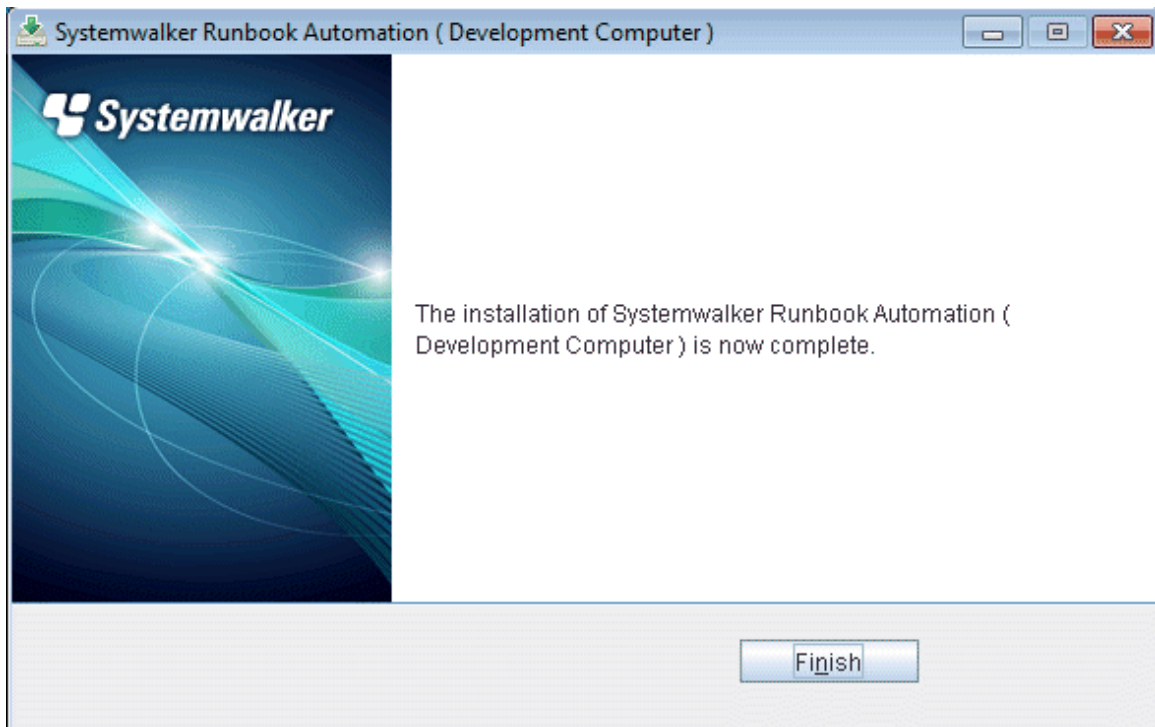 Systemwalker Runbook Automation ( Development Computer )
Systemwalker
The installation of Systemwalker Runbook Automation (
Development Computer ) is now complete.
Finish